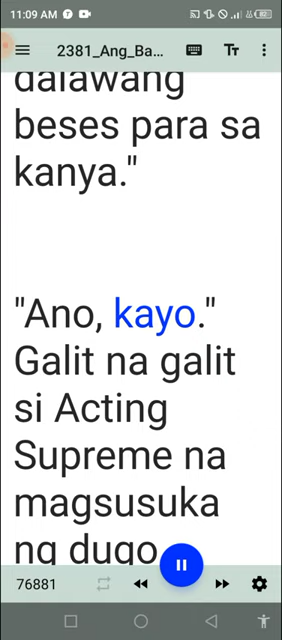 11:09 AM
2381_Ang_Ba...
dalawang
beses para sa
kanya."
"Ano, kayo."
Galit na galit
si Acting
Supreme na
magsusuka
ng dugo
76881